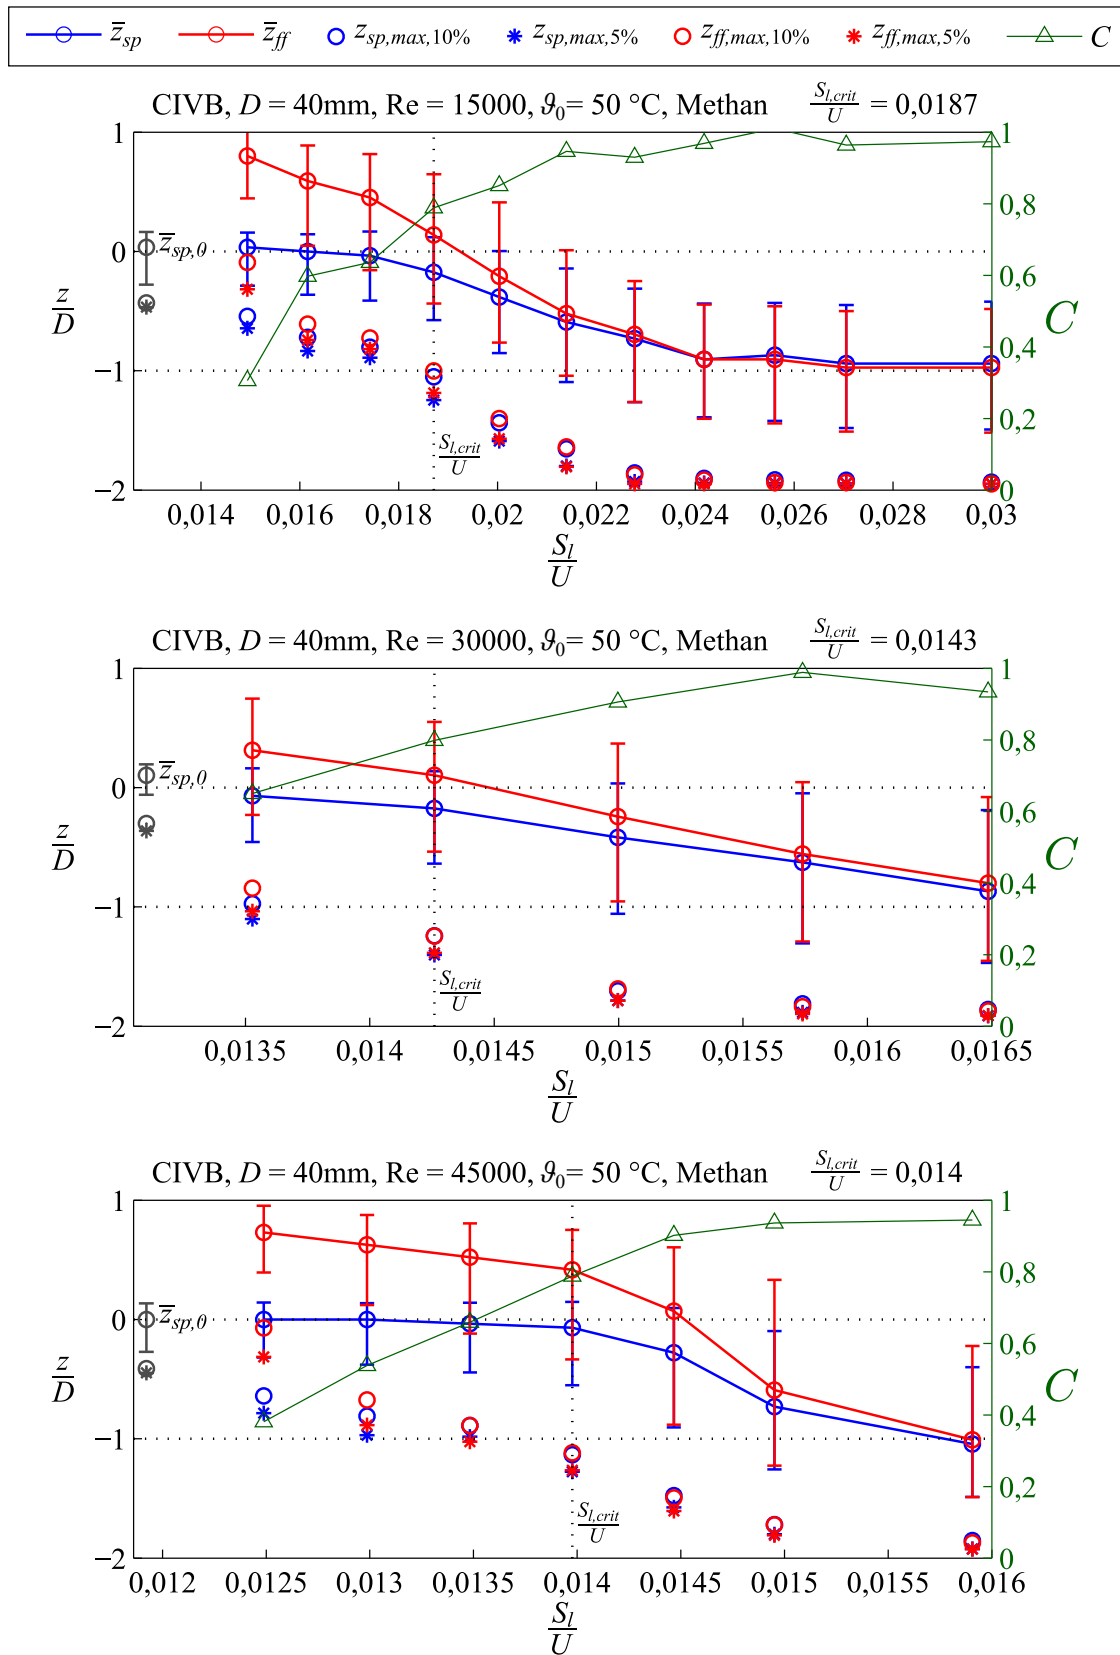 z̄sp z̄ff zsp,max,10% zsp,max,5% zff,max,10% zff,max,5% C
CIVB, D = 40mm, Re = 15000, ϑ0= 50 °C, Methan Sl,crit/U = 0,0187
1 1
0,8
z̄sp,0
0 0,6
z/D C
0,4
−1
0,2
Sl,crit/U
−2 0
0,014 0,016 0,018 0,02 0,022 0,024 0,026 0,028 0,03
Sl/U
CIVB, D = 40mm, Re = 30000, ϑ0= 50 °C, Methan Sl,crit/U = 0,0143
1 1
0,8
z̄sp,0
0 0,6
z/D C
0,4
−1
0,2
Sl,crit/U
−2 0
0,0135 0,014 0,0145 0,015 0,0155 0,016 0,0165
Sl/U
CIVB, D = 40mm, Re = 45000, ϑ0= 50 °C, Methan Sl,crit/U = 0,014
1 1
0,8
z̄sp,0
0 0,6
z/D C
0,4
−1
0,2
Sl,crit/U
−2 0
0,012 0,0125 0,013 0,0135 0,014 0,0145 0,015 0,0155 0,016
Sl/U